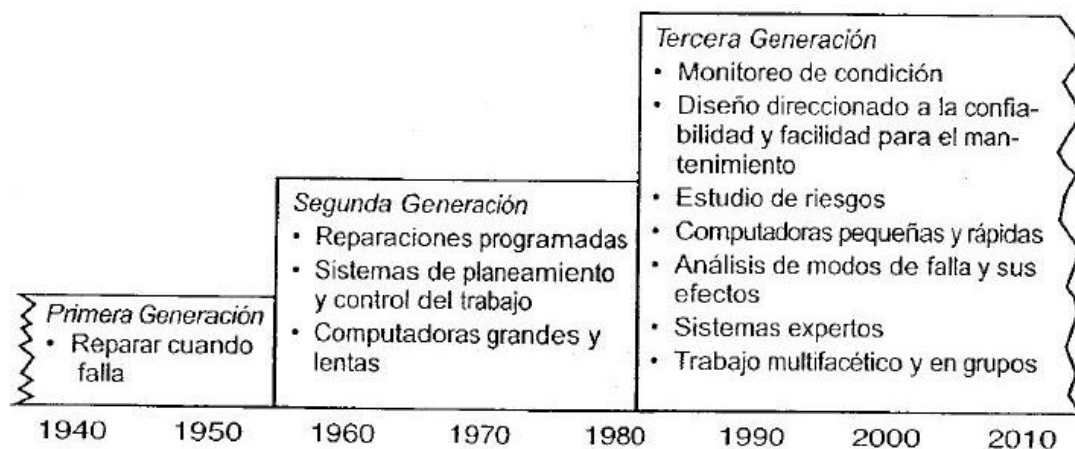 Primera Generación
• Reparar cuando
falla
Segunda Generación
• Reparaciones programadas
• Sistemas de planeamiento
y control del trabajo
• Computadoras grandes y
lentas
Tercera Generación
• Monitoreo de condición
• Diseño direccionado a la confia-
bilidad y facilidad para el man-
tenimiento
• Estudio de riesgos
• Computadoras pequeñas y rápidas
• Análisis de modos de falla y sus
efectos
• Sistemas expertos
• Trabajo multifacético y en grupos
1940 1950 1960 1970 1980 1990 2000 2010